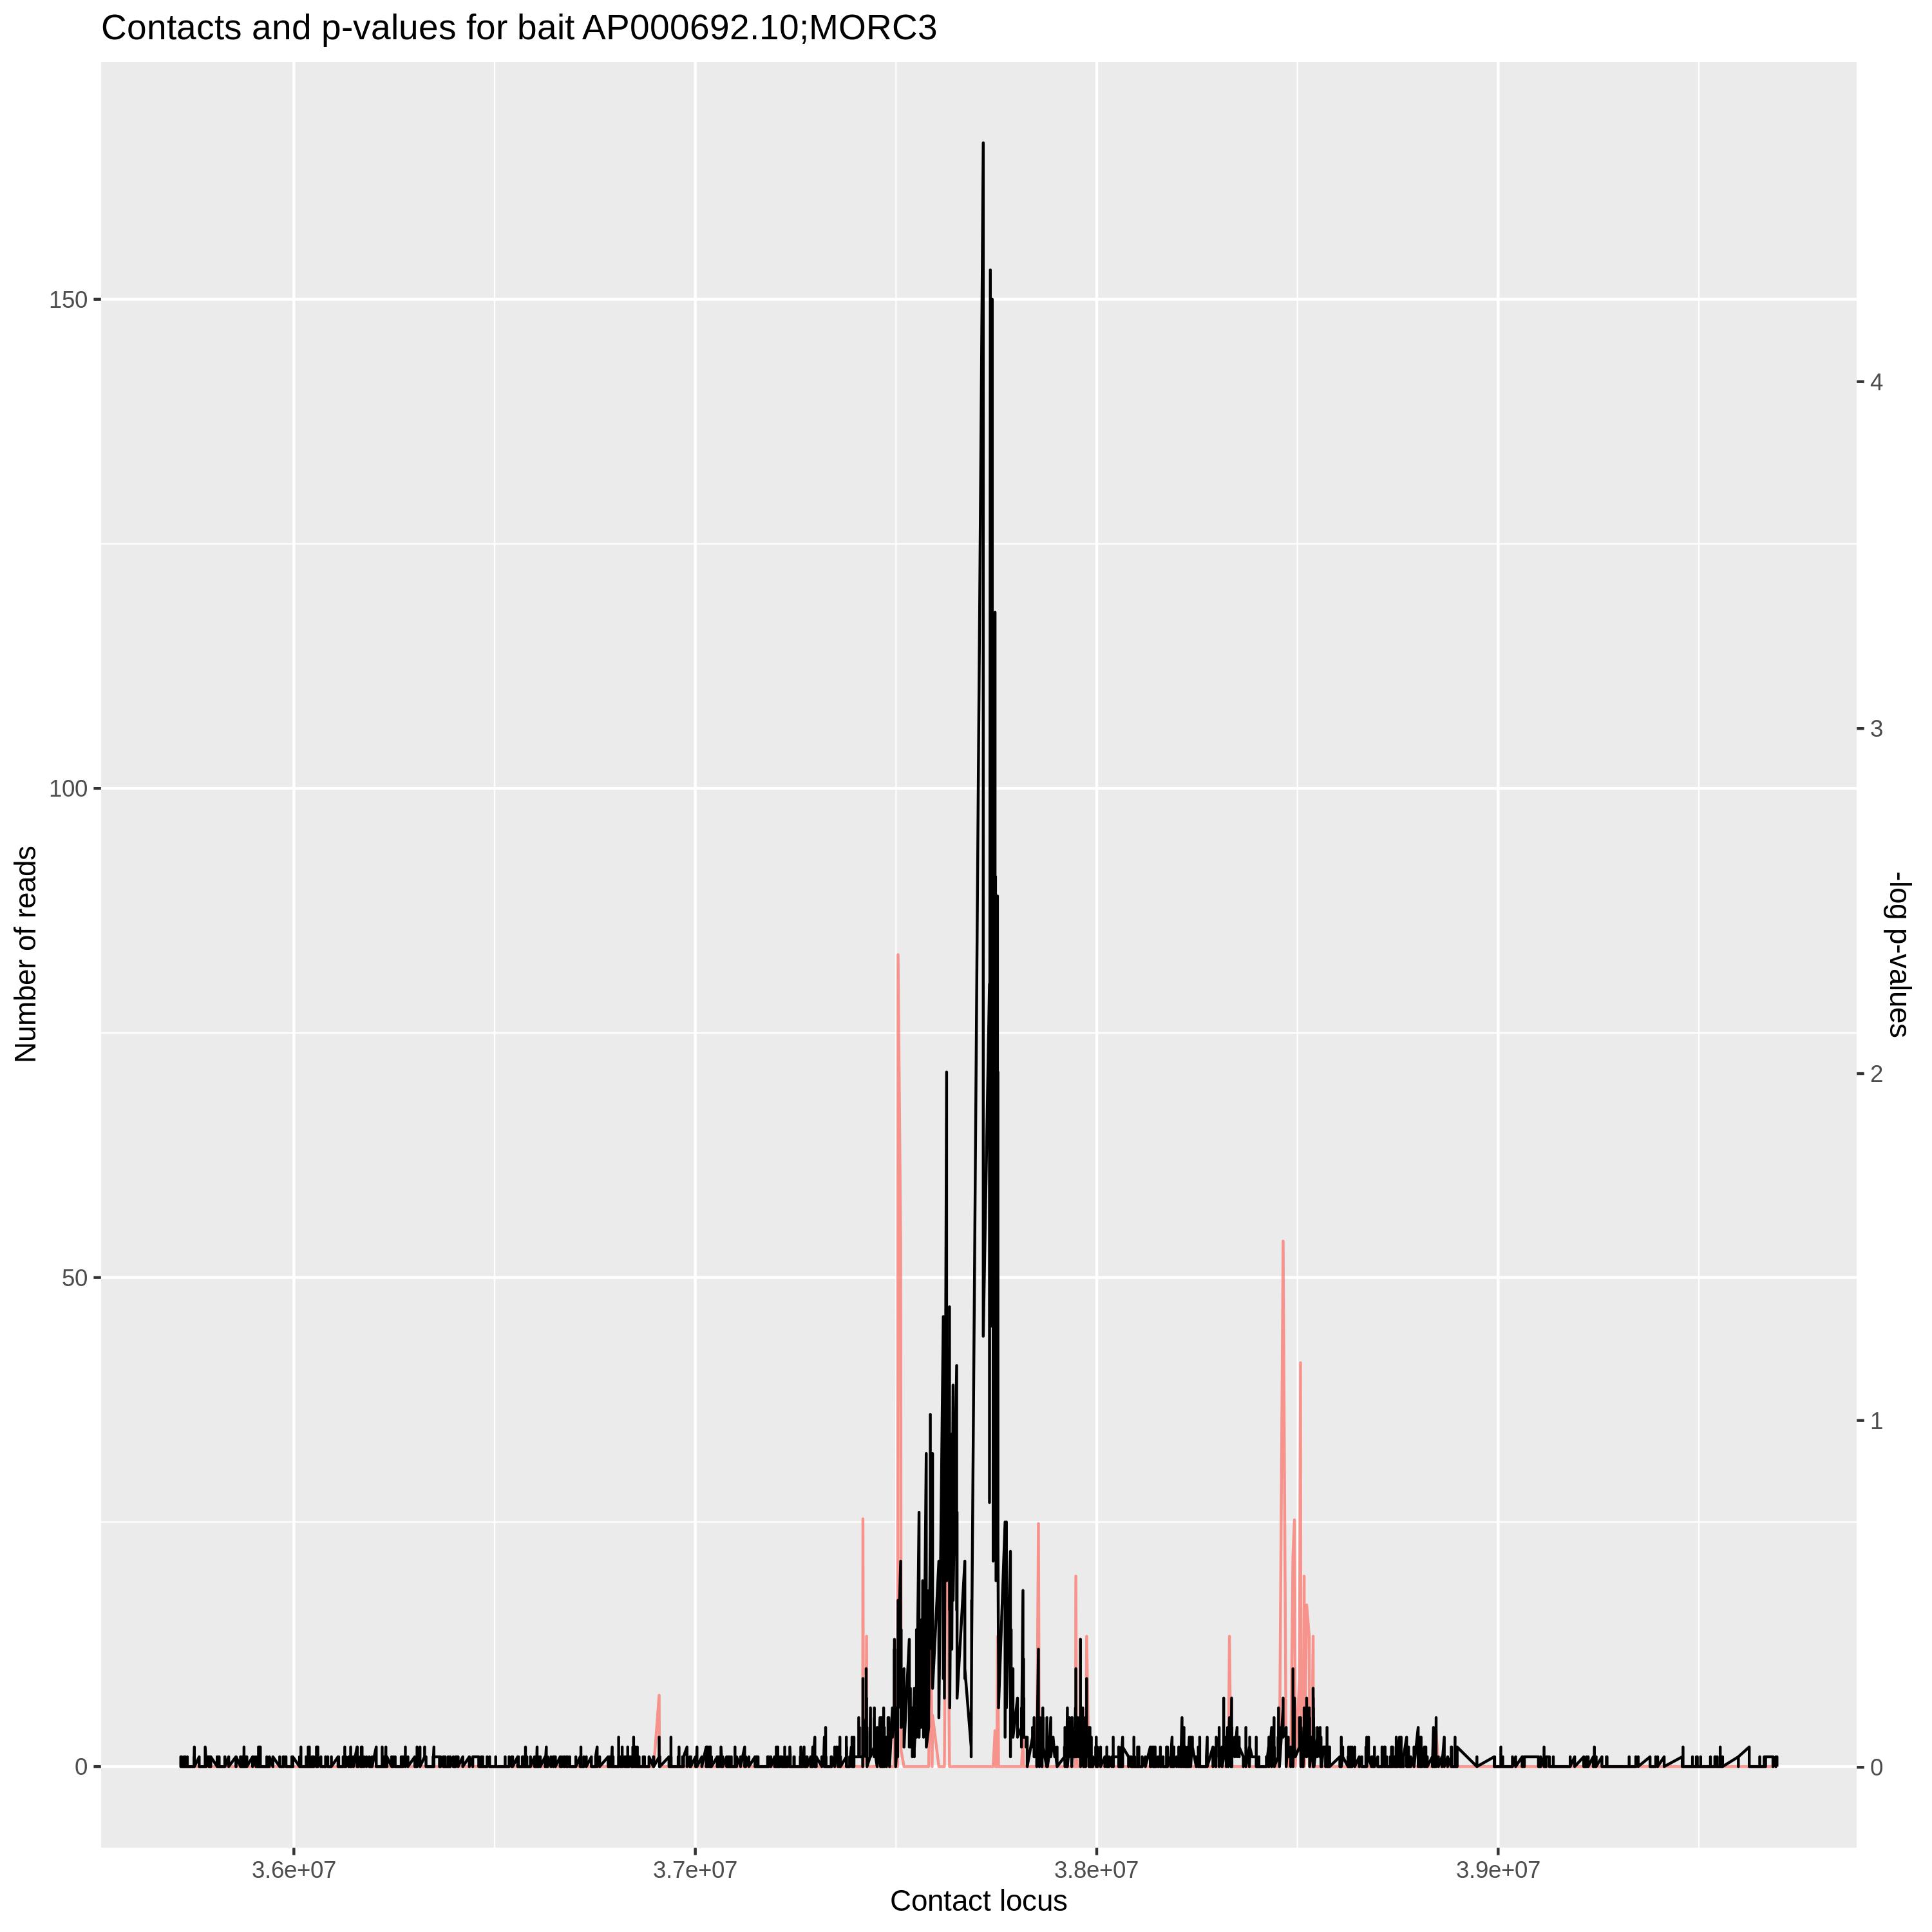 Contacts and p-values for bait AP000692.10;MORC3
150
100
50
0
Number of reads
4
3
2
1
0
-log p-values
3.6e+07
3.7e+07
3.8e+07
3.9e+07
Contact locus